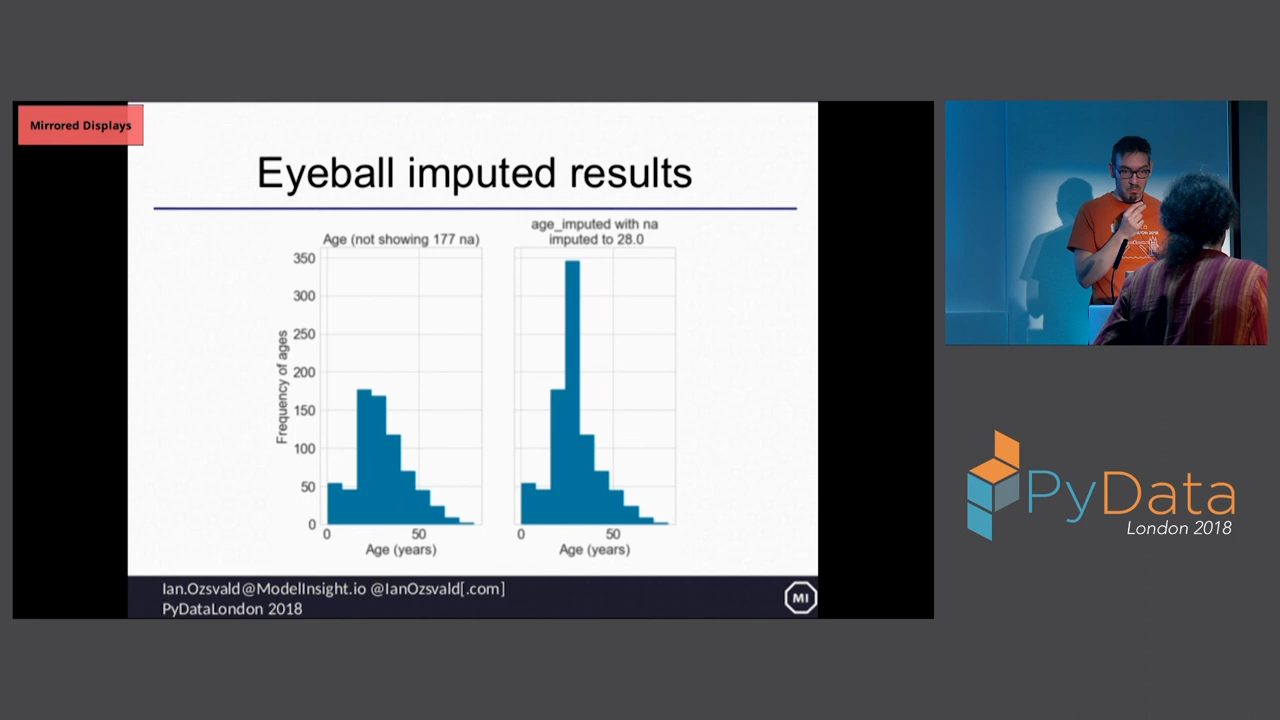 Mirrored Displays
Eyeball imputed results
Age (not showing 177 na)
350
300
250
200
150
100
50
0
Frequency of ages
0
50
Age (years)
age_imputed with na
imputed to 28.0
0
50
Age (years)
Ian.Ozsvald@ModelInsight.io @IanOzsvald[.com]
PyDataLondon 2018
MI
PyData
London 2018